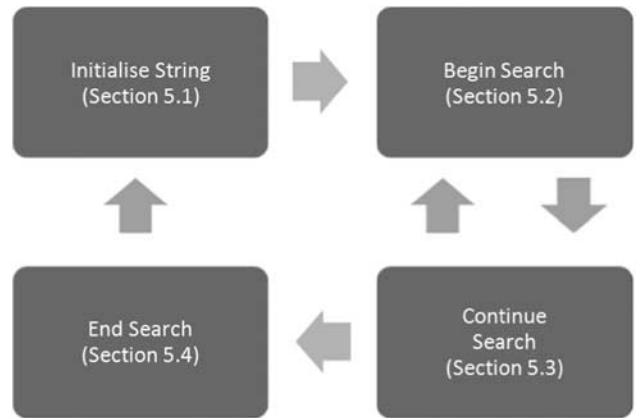 Initialise String
(Section 5.1)
Begin Search
(Section 5.2)
End Search
(Section 5.4)
Continue
Search
(Section 5.3)